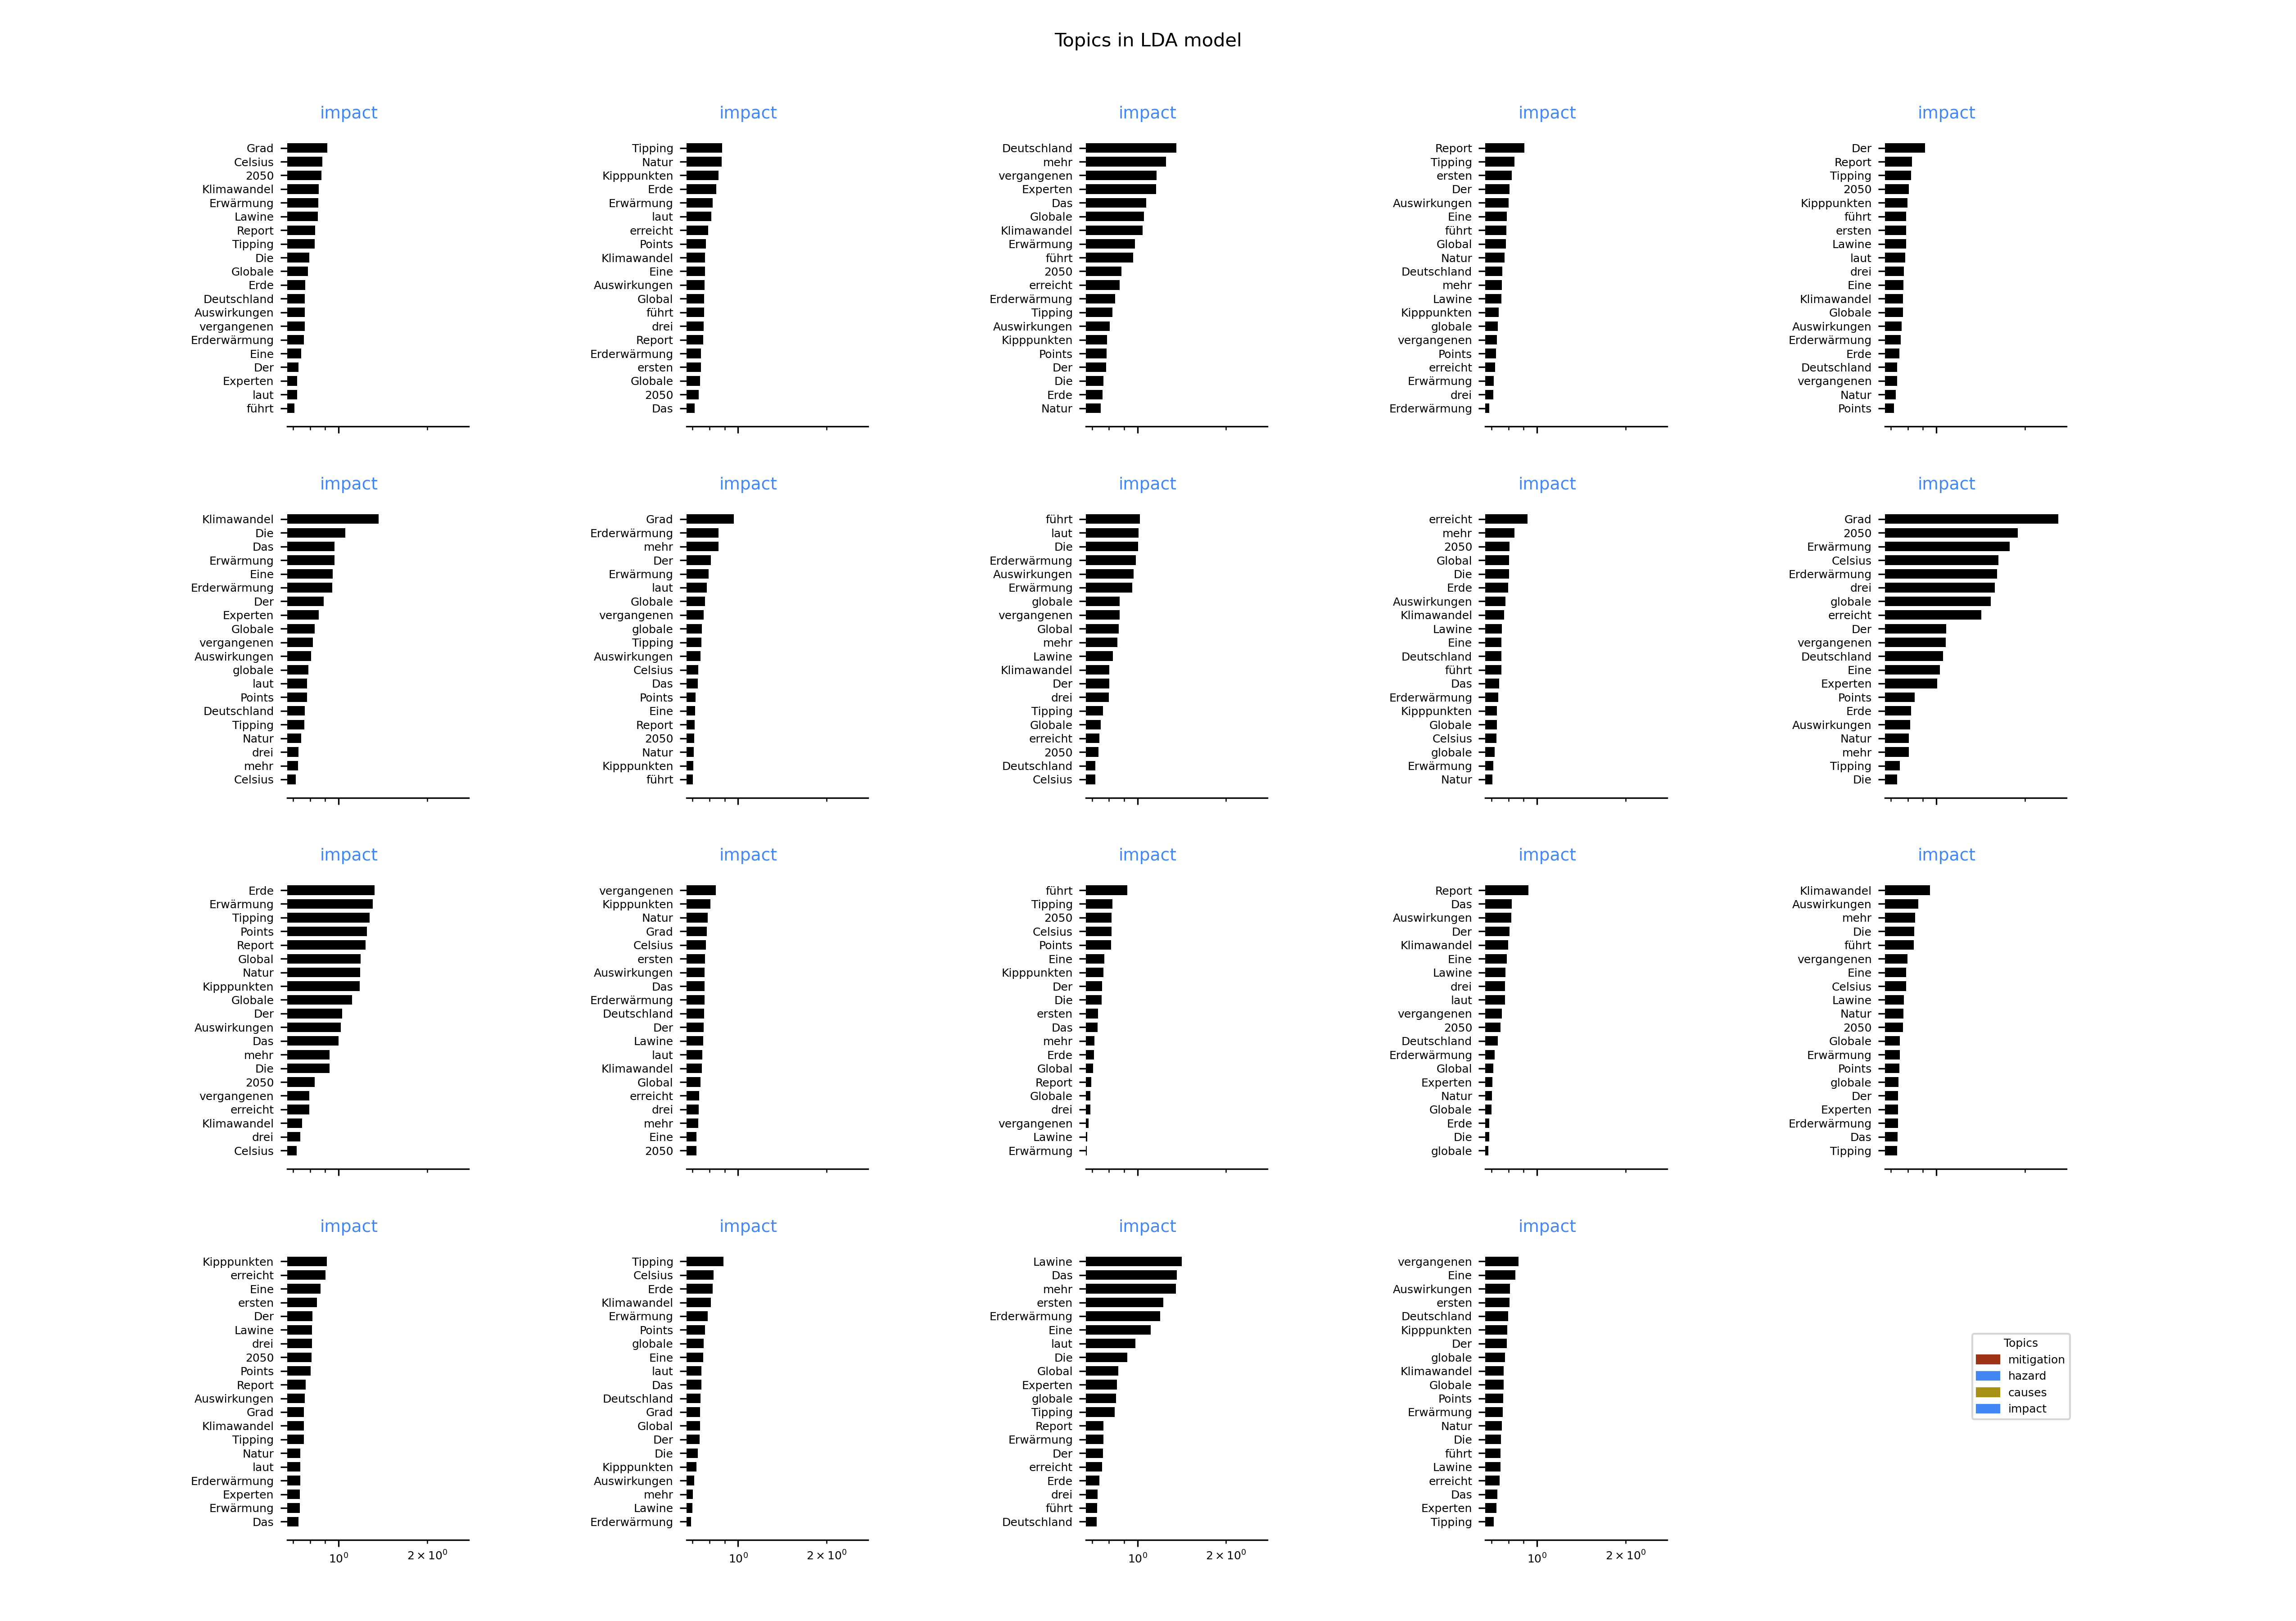 Topics in LDA model
impact
Grad
Celsius
2050
Klimawandel
Erwärmung
Lawine
Report
Tipping
Die
Globale
Erde
Deutschland
Auswirkungen
vergangenen
Erderwärmung
Eine
Der
Experten
laut
führt
impact
Tipping
Natur
Kipppunkten
Erde
Erwärmung
laut
erreicht
Points
Klimawandel
Eine
Auswirkungen
Global
führt
drei
Report
Erderwärmung
ersten
Globale
2050
Das
impact
Deutschland
mehr
vergangenen
Experten
Das
Globale
Klimawandel
Erwärmung
führt
2050
erreicht
Erderwärmung
Tipping
Auswirkungen
Kipppunkten
Points
Der
Die
Erde
Natur
impact
Report
Tipping
ersten
Der
Auswirkungen
Eine
führt
Global
Natur
Deutschland
mehr
Lawine
Kipppunkten
globale
vergangenen
Points
erreicht
Erwärmung
drei
Erderwärmung
impact
Der
Report
Tipping
2050
Kipppunkten
führt
ersten
Lawine
laut
drei
Eine
Klimawandel
Globale
Auswirkungen
Erderwärmung
Erde
Deutschland
vergangenen
Natur
Points
impact
Klimawandel
Die
Das
Erwärmung
Eine
Erderwärmung
Der
Experten
Globale
vergangenen
Auswirkungen
globale
laut
Points
Deutschland
Tipping
Natur
drei
mehr
Celsius
impact
Grad
Erderwärmung
mehr
Der
Erwärmung
laut
Globale
vergangenen
globale
Tipping
Auswirkungen
Celsius
Das
Points
Eine
Report
2050
Natur
Kipppunkten
führt
impact
führt
laut
Die
Erderwärmung
Auswirkungen
Erwärmung
globale
vergangenen
Global
mehr
Lawine
Klimawandel
Der
drei
Tipping
Globale
erreicht
2050
Deutschland
Celsius
impact
erreicht
mehr
2050
Global
Die
Erde
Auswirkungen
Klimawandel
Lawine
Eine
Deutschland
führt
Das
Erderwärmung
Kipppunkten
Globale
Celsius
globale
Erwärmung
Natur
impact
Grad
2050
Erwärmung
Celsius
Erderwärmung
drei
globale
erreicht
Der
vergangenen
Deutschland
Eine
Experten
Points
Erde
Auswirkungen
Natur
mehr
Tipping
Die
impact
Erde
Erwärmung
Tipping
Points
Report
Global
Natur
Kipppunkten
Globale
Der
Auswirkungen
Das
mehr
Die
2050
vergangenen
erreicht
Klimawandel
drei
Celsius
impact
vergangenen
Kipppunkten
Natur
Grad
Celsius
ersten
Auswirkungen
Das
Erderwärmung
Deutschland
Der
Lawine
laut
Klimawandel
Global
erreicht
drei
mehr
Eine
2050
impact
führt
Tipping
2050
Celsius
Points
Eine
Kipppunkten
Der
Die
ersten
Das
mehr
Erde
Global
Report
Globale
drei
vergangenen
Lawine
Erwärmung
impact
Report
Das
Auswirkungen
Der
Klimawandel
Eine
Lawine
drei
laut
vergangenen
2050
Deutschland
Erderwärmung
Global
Experten
Natur
Globale
Erde
Die
globale
impact
Klimawandel
Auswirkungen
mehr
Die
führt
vergangenen
Eine
Celsius
Lawine
Natur
2050
Globale
Erwärmung
Points
globale
Der
Experten
Erderwärmung
Das
Tipping
impact
Kipppunkten
erreicht
Eine
ersten
Der
Lawine
drei
2050
Points
Report
Auswirkungen
Grad
Klimawandel
Tipping
Natur
laut
Erderwärmung
Experten
Erwärmung
Das
10⁰
2 × 10⁰
impact
Tipping
Celsius
Erde
Klimawandel
Erwärmung
Points
globale
Eine
laut
Das
Deutschland
Grad
Global
Der
Die
Kipppunkten
Auswirkungen
mehr
Lawine
Erderwärmung
10⁰
2 × 10⁰
impact
Lawine
Das
mehr
ersten
Erderwärmung
Eine
laut
Die
Global
Experten
globale
Tipping
Report
Erwärmung
Der
erreicht
Erde
drei
führt
Deutschland
10⁰
2 × 10⁰
impact
vergangenen
Eine
Auswirkungen
ersten
Deutschland
Kipppunkten
Der
globale
Klimawandel
Globale
Points
Erwärmung
Natur
Die
führt
Lawine
erreicht
Das
Experten
Tipping
10⁰
2 × 10⁰
Topics
mitigation
hazard
causes
impact